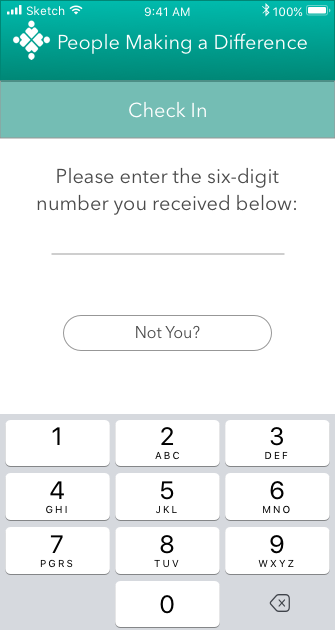 Sketch 9:41 AM 100%
People Making a Difference
Check In
Please enter the six-digit
number you received below:
Not You?
1 2 3
ABC DEF
4 5 6
GHI JKL MNO
7 8 9
PGRS TUV WXYZ
0